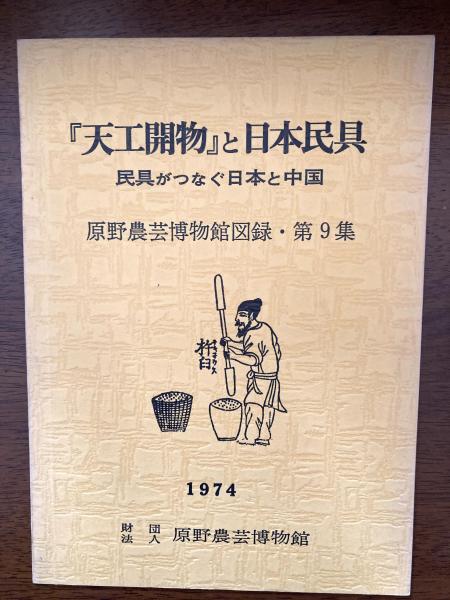 『天工開物』と日本民具
民具がつなぐ日本と中国
原野農芸博物館図録・第9集
杵臼
1974
財団法人 原野農芸博物館